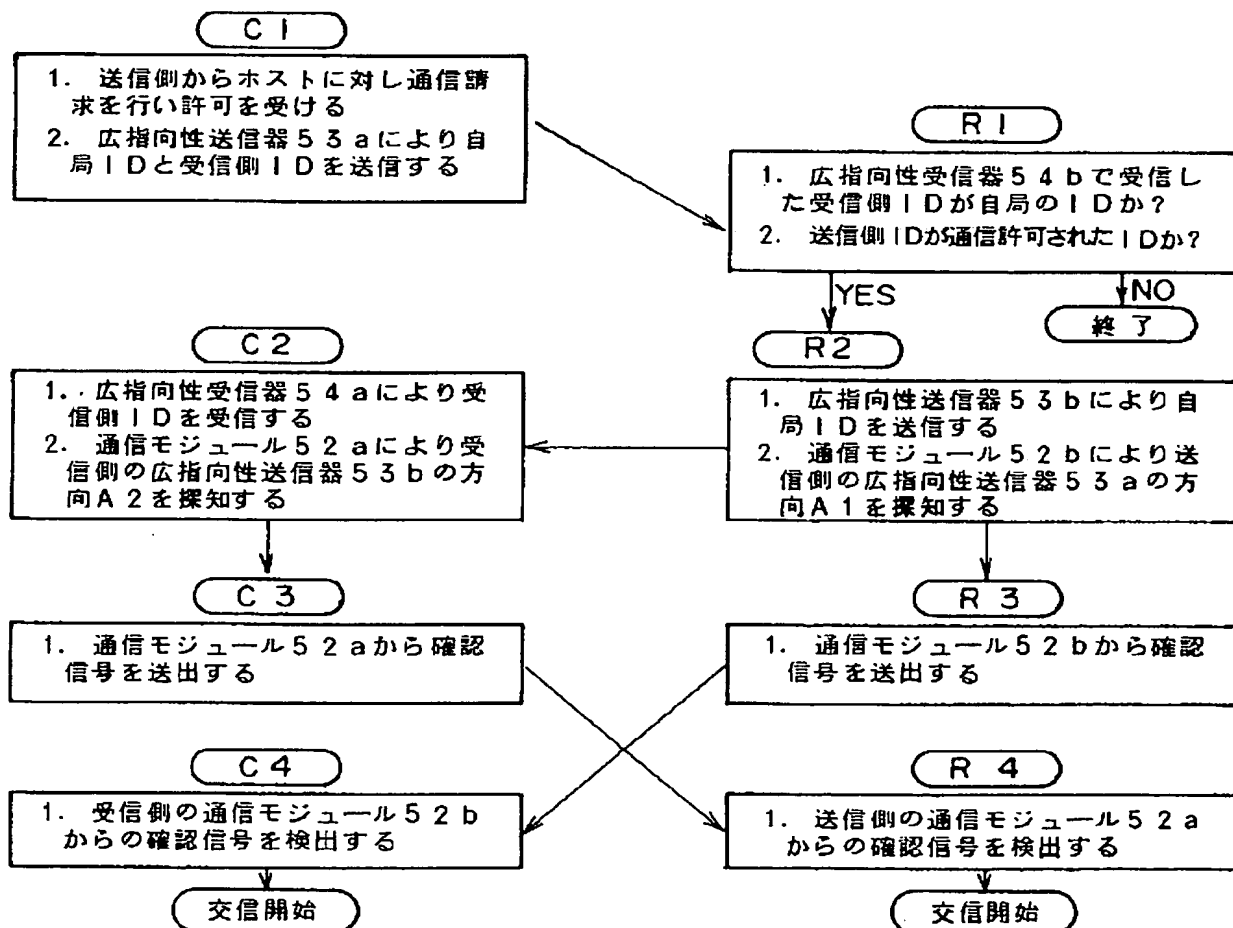 C1
1. 送信側からホストに対し通信請
求を行い許可を受ける
2. 広指向性送信器53aにより自
局IDと受信側IDを送信する
R1
1. 広指向性受信器54bで受信し
た受信側IDが自局のIDか?
2. 送信側IDが通信許可されたIDか?
YES
NO
終了
C2
1. 広指向性受信器54aにより受
信側IDを受信する
2. 通信モジュール52aにより受
信側の広指向性送信器53bの方
向A2を探知する
R2
1. 広指向性送信器53bにより自
局IDを送信する
2. 通信モジュール52bにより送
信側の広指向性送信器53aの方
向A1を探知する
C3
1. 通信モジュール52aから確認
信号を送出する
R3
1. 通信モジュール52bから確認
信号を送出する
C4
1. 受信側の通信モジュール52b
からの確認信号を検出する
交信開始
R4
1. 送信側の通信モジュール52a
からの確認信号を検出する
交信開始